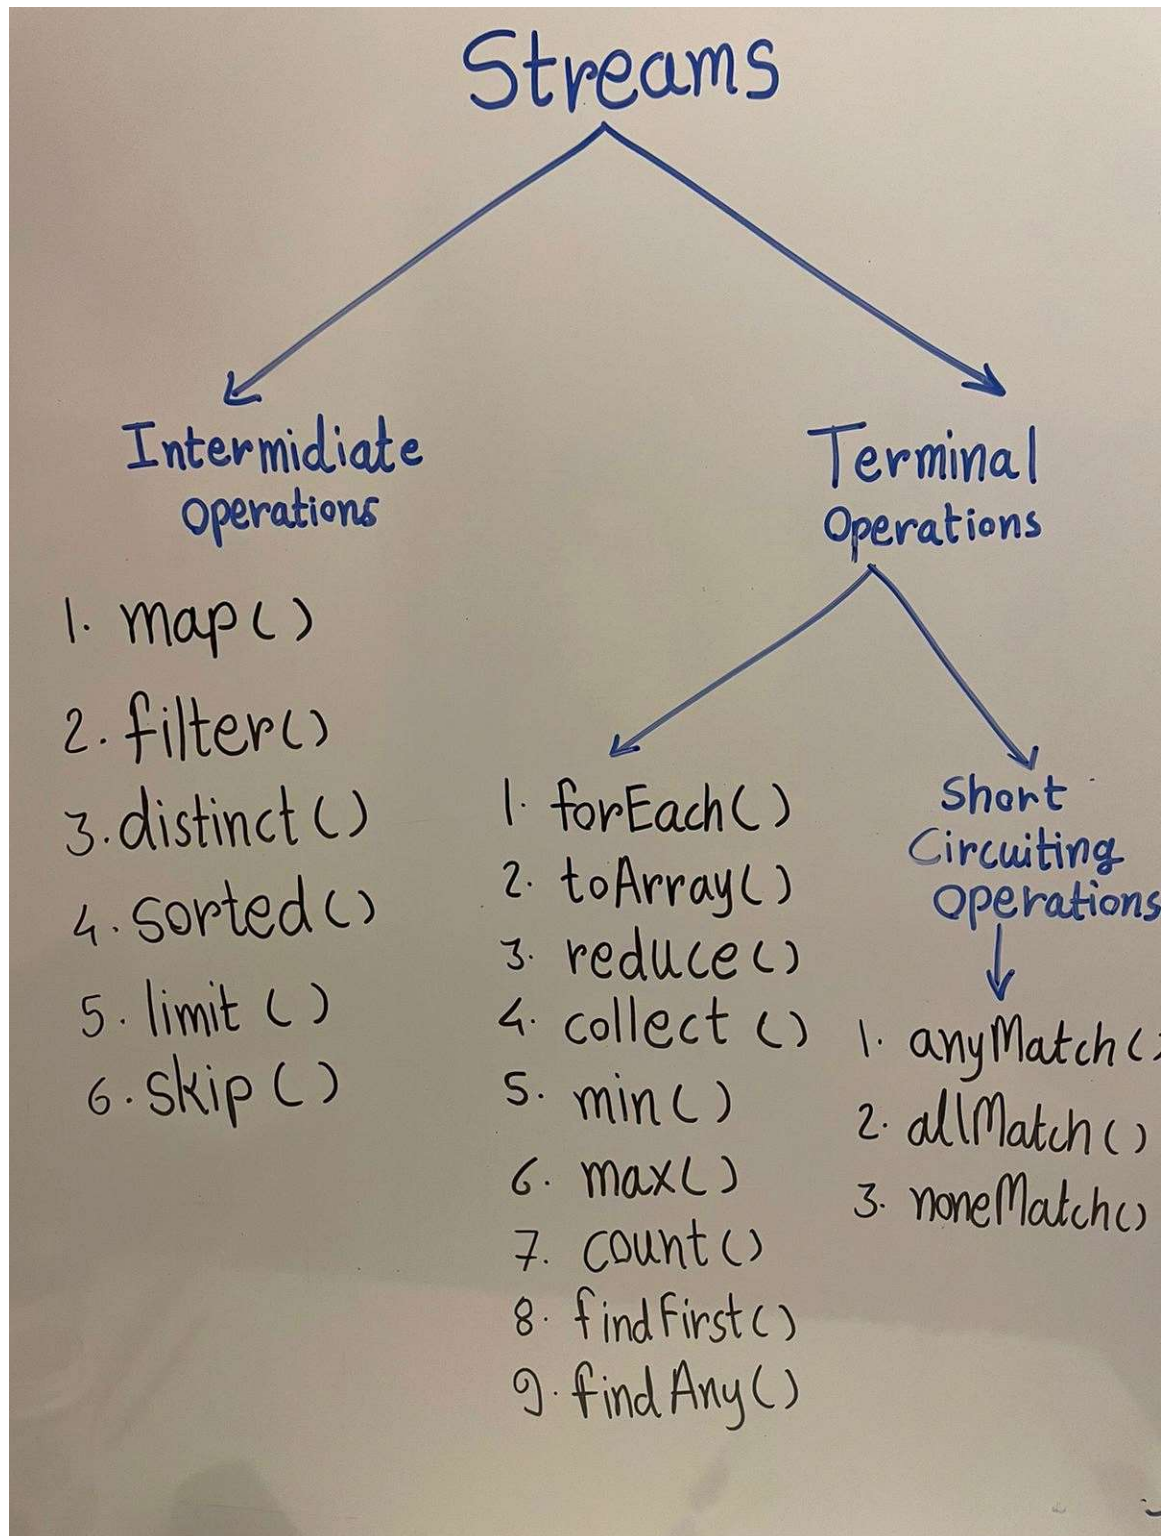 Streams
Intermidiate
Operations
1. map()
2. filter()
3. distinct()
4. sorted()
5. limit ()
6. skip()
Terminal
Operations
1. forEach()
2. toArray()
3. reduce()
4. collect ()
5. min()
6. max()
7. count()
8. findFirst()
9. findAny()
Short
Circuiting
Operations
1. anyMatch()
2. allMatch()
3. noneMatch()